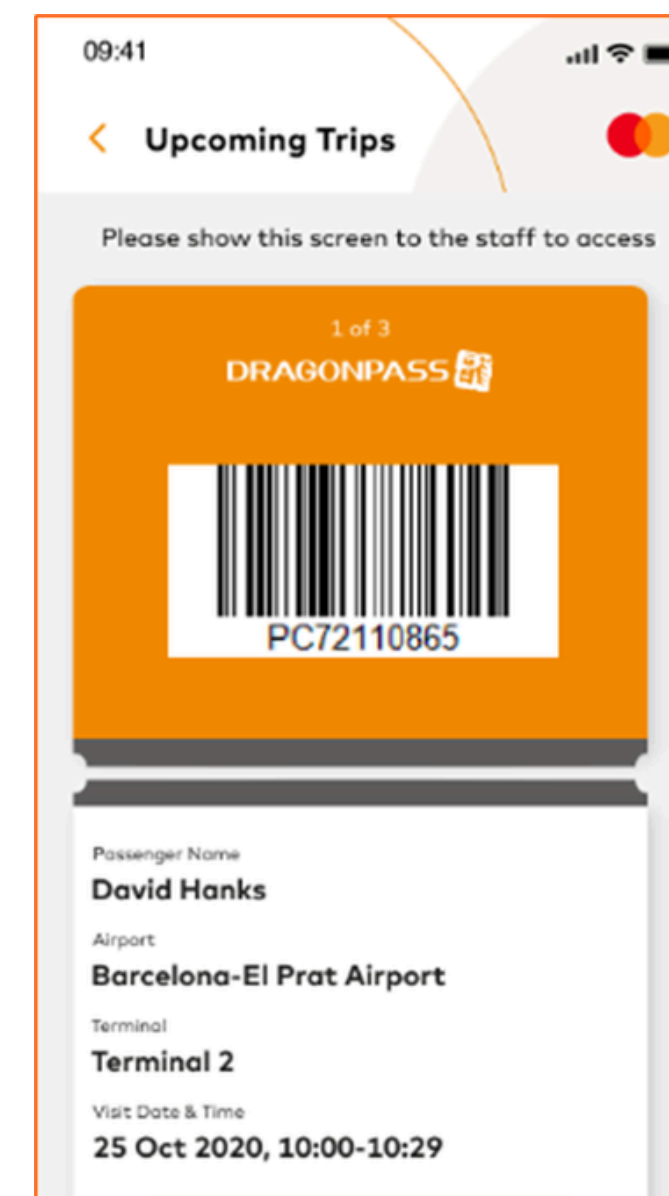 09:41
Upcoming Trips
Please show this screen to the staff to access
1 of 3
DRAGONPASS
PC72110865
Passenger Name
David Hanks
Airport
Barcelona-El Prat Airport
Terminal
Terminal 2
Visit Date & Time
25 Oct 2020, 10:00-10:29